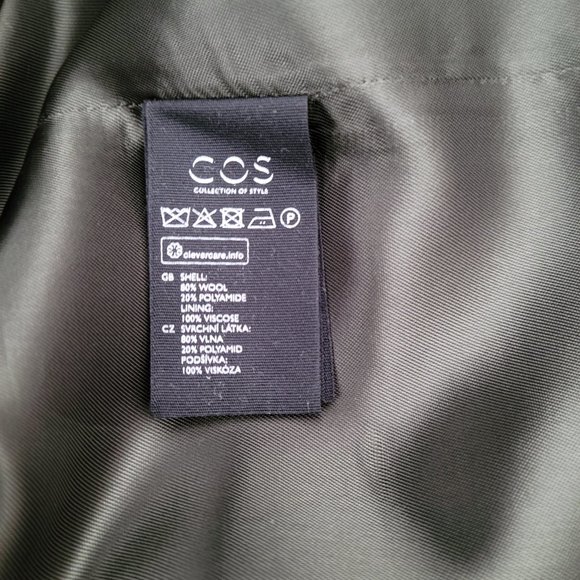 COS
COLLECTION OF STYLE
P
clevercare.info
GB SHELL:
80% WOOL
20% POLYAMIDE
LINING:
100% VISCOSE
CZ SVRCHNÍ LÁTKA:
80% VLNA
20% POLYAMID
PODŠÍVKA:
100% VISKÓZA